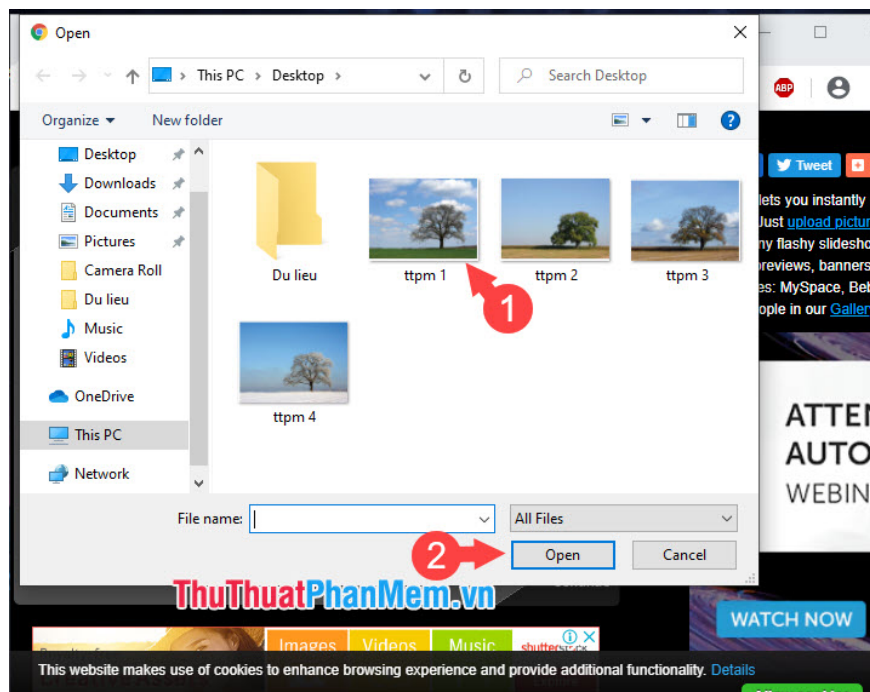 Open
This PC > Desktop >
Search Desktop
Organize
New folder
ABP
Desktop
Downloads
Documents
Pictures
Camera Roll
Du lieu
Music
Videos
OneDrive
This PC
Network
Du lieu
ttpm 1
ttpm 2
ttpm 3
1
ttpm 4
Tweet
lets you instantly
Just upload pictur
ny flashy slidesho
previews, banners
es: MySpace, Beb
ople in our Galler
ATTEN
AUTO
WEBIN
File name:
All Files
2
Open
Cancel
ThuThuatPhanMem.vn
WATCH NOW
Images
Videos
Music
This website makes use of cookies to enhance browsing experience and provide additional functionality. Details